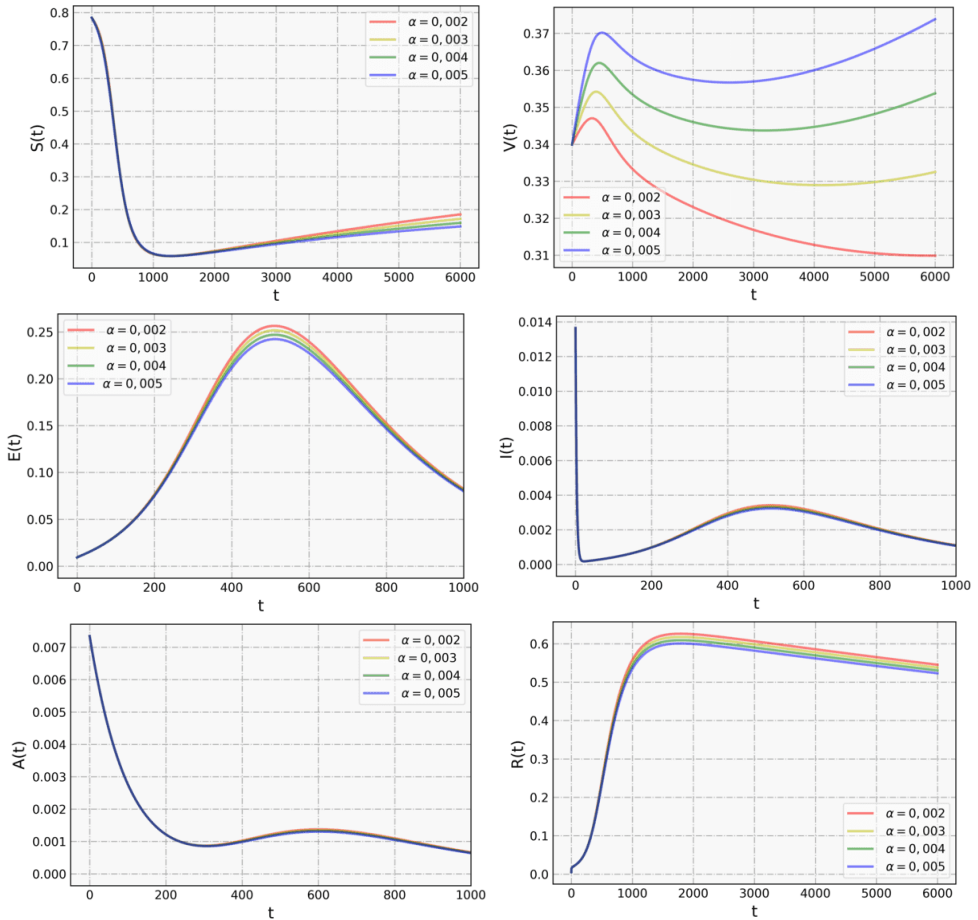 0.8
0.7
0.6
0.5
0.4
0.3
0.2
0.1
S(t)
0
1000
2000
3000
4000
5000
6000
t
α = 0, 002
α = 0, 003
α = 0, 004
α = 0, 005
0.37
0.36
0.35
0.34
0.33
0.32
0.31
V(t)
0
1000
2000
3000
4000
5000
6000
t
α = 0, 002
α = 0, 003
α = 0, 004
α = 0, 005
0.25
0.20
0.15
0.10
0.05
0.00
E(t)
0
200
400
600
800
1000
t
α = 0, 002
α = 0, 003
α = 0, 004
α = 0, 005
0.014
0.012
0.010
0.008
0.006
0.004
0.002
0.000
I(t)
0
200
400
600
800
1000
t
α = 0, 002
α = 0, 003
α = 0, 004
α = 0, 005
0.007
0.006
0.005
0.004
0.003
0.002
0.001
0.000
A(t)
0
200
400
600
800
1000
t
α = 0, 002
α = 0, 003
α = 0, 004
α = 0, 005
0.6
0.5
0.4
0.3
0.2
0.1
0.0
R(t)
0
1000
2000
3000
4000
5000
6000
t
α = 0, 002
α = 0, 003
α = 0, 004
α = 0, 005